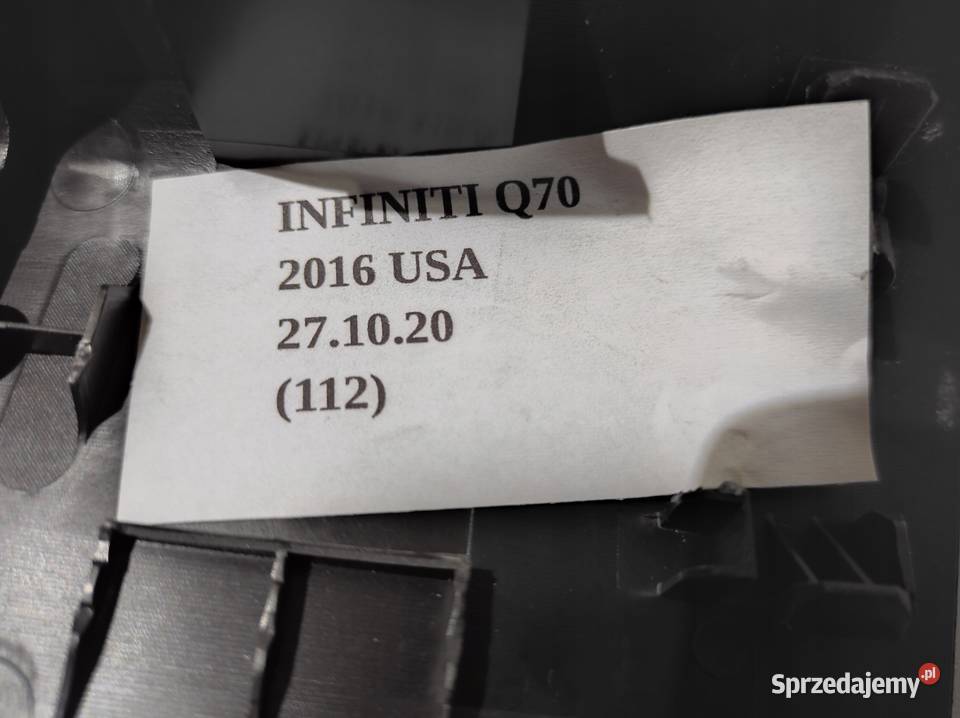 INFINITI Q70
2016 USA
27.10.20
(112)
Sprzedajemy.pl